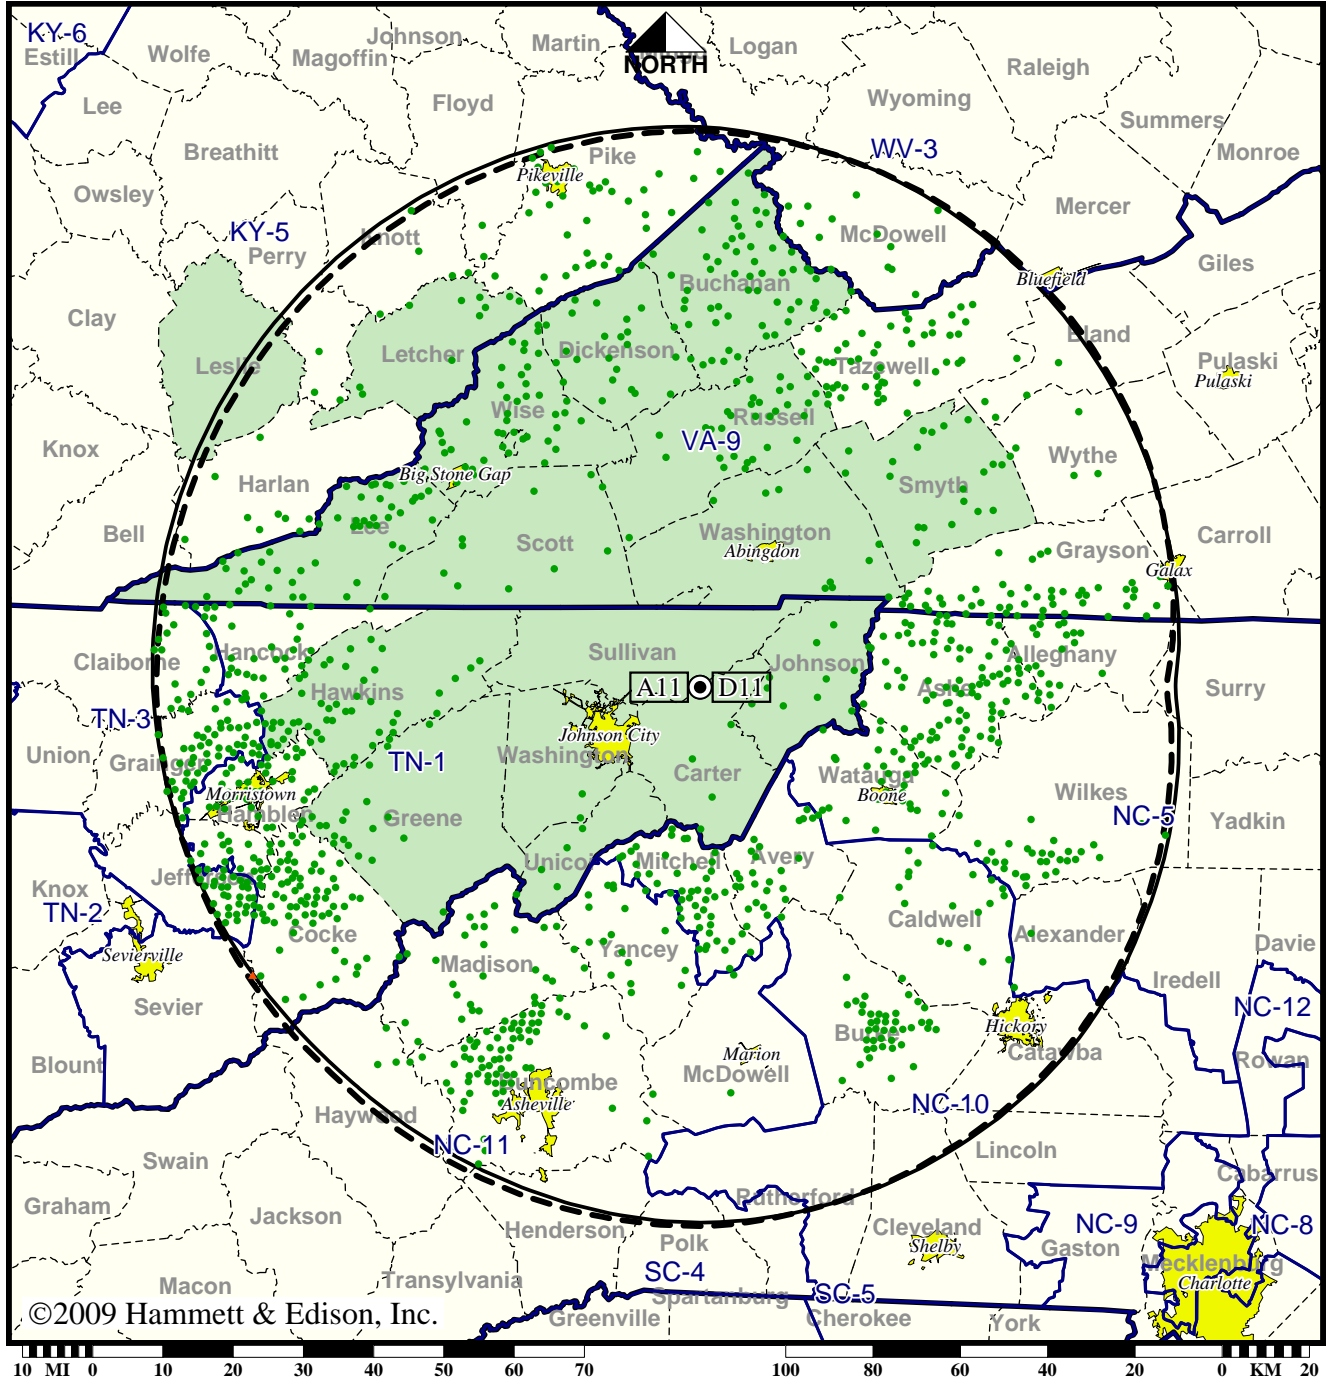 KY-6
Estill
Wolfe
Magoffin
Johnson
Martin
NORTH
Logan
Raleigh
Wyoming
Summers
Monroe
Lee
Floyd
Breathitt
Owsley
Pike
Pikeville
WV-3
Mercer
KY-5
Perry
Knott
McDowell
Giles
Bluefield
Buchanan
Clay
Leslie
Letcher
Dickenson
Tazewell
Bland
Pulaski
Pulaski
Wise
Russell
VA-9
Knox
Harlan
Big Stone Gap
Smyth
Wythe
Bell
Lee
Scott
Washington
Abingdon
Grayson
Carroll
Galax
Claiborne
Hancock
Sullivan
Johnson
Alleghany
Hawkins
A11
D11
Ashe
Surry
TN-3
Union
Grainger
TN-1
Johnson City
Washington
Carter
Watauga
Boone
Wilkes
Morristown
Hamblen
Greene
NC-5
Yadkin
Unicoi
Mitchell
Avery
Jefferson
Knox
TN-2
Cocke
Caldwell
Alexander
Davie
Sevierville
Madison
Yancey
Iredell
Sevier
NC-12
Burke
Hickory
Catawba
Rowan
Blount
Marion
McDowell
Buncombe
Asheville
Haywood
NC-10
NC-11
Lincoln
Swain
Cabarrus
Graham
Jackson
Henderson
Rutherford
Cleveland
Shelby
NC-9
Gaston
NC-8
Polk
SC-4
Mecklenburg
Charlotte
Macon
Transylvania
Spartanburg
SC-5
©2009 Hammett & Edison, Inc.
Greenville
Cherokee
York
10 MI 0 10 20 30 40 50 60 70
100 80 60 40 20 0 KM 20